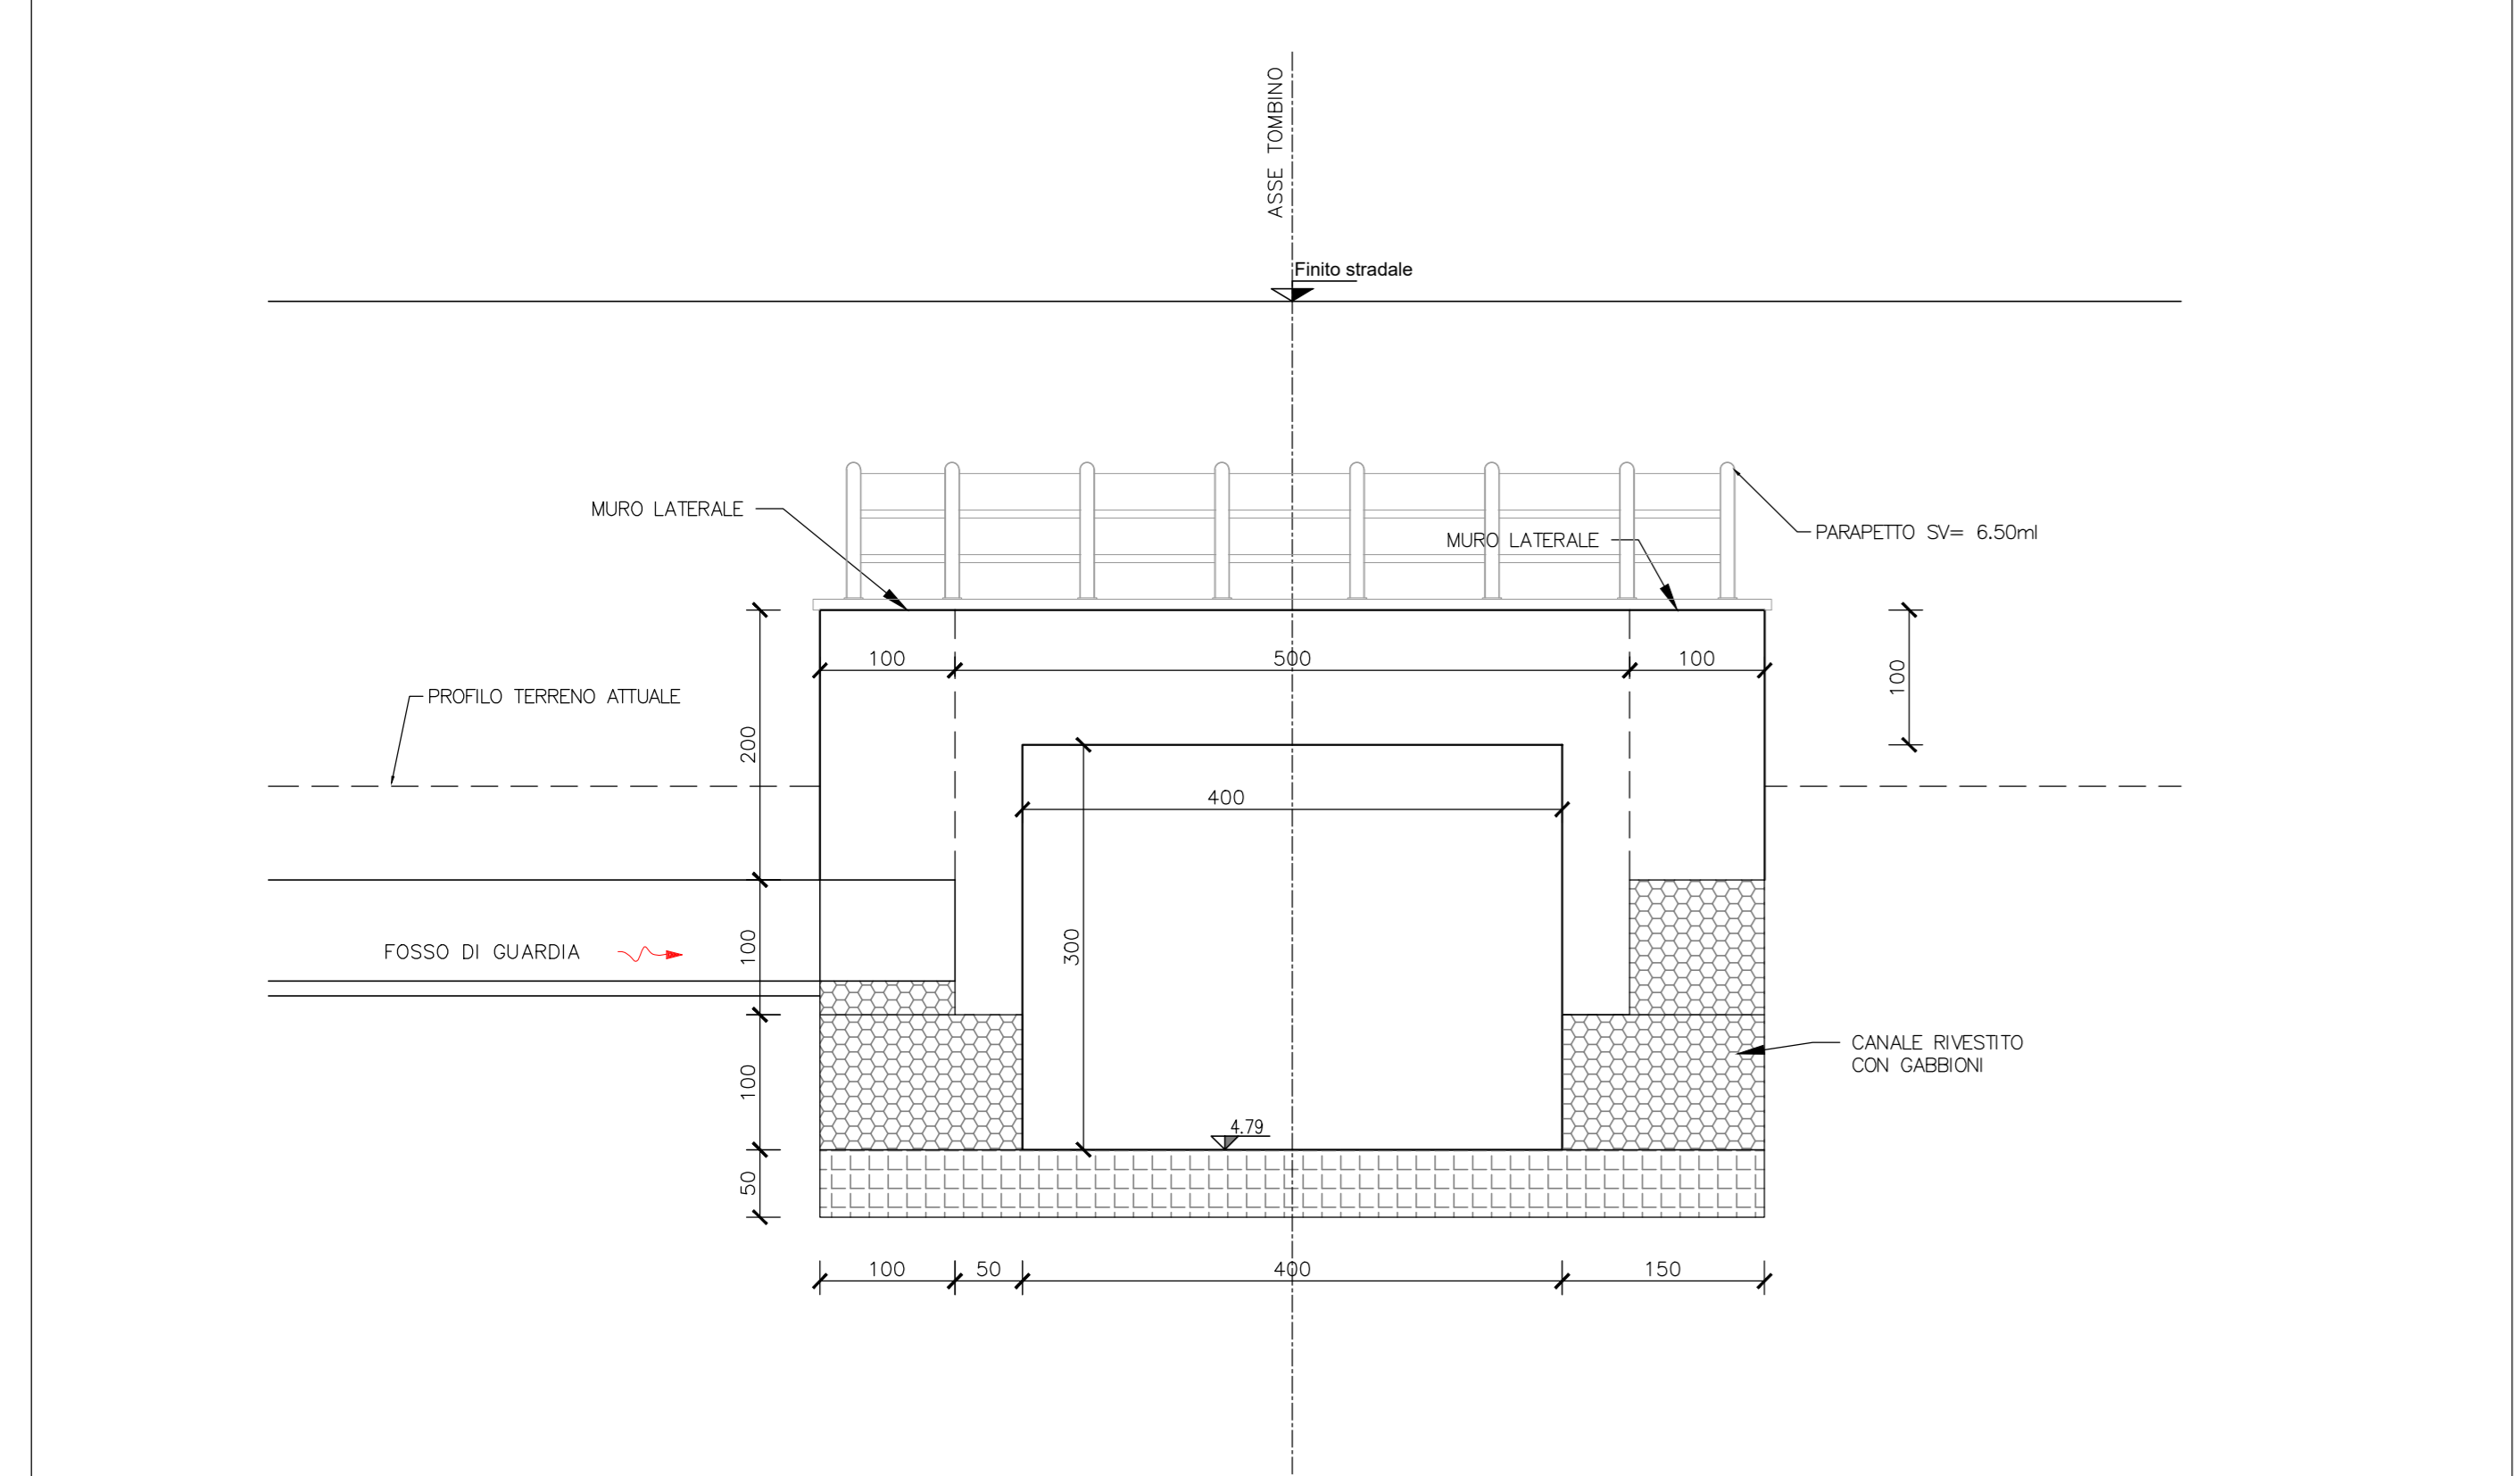 ASSE TOMBINO
Finito stradale
MURO LATERALE
PARAPETTO SV= 6.50ml
MURO LATERALE
100
500
100
100
PROFILO TERRENO ATTUALE
200
400
300
100
FOSSO DI GUARDIA
CANALE RIVESTITO
CON GABBIONI
100
4.79
50
100
50
400
150